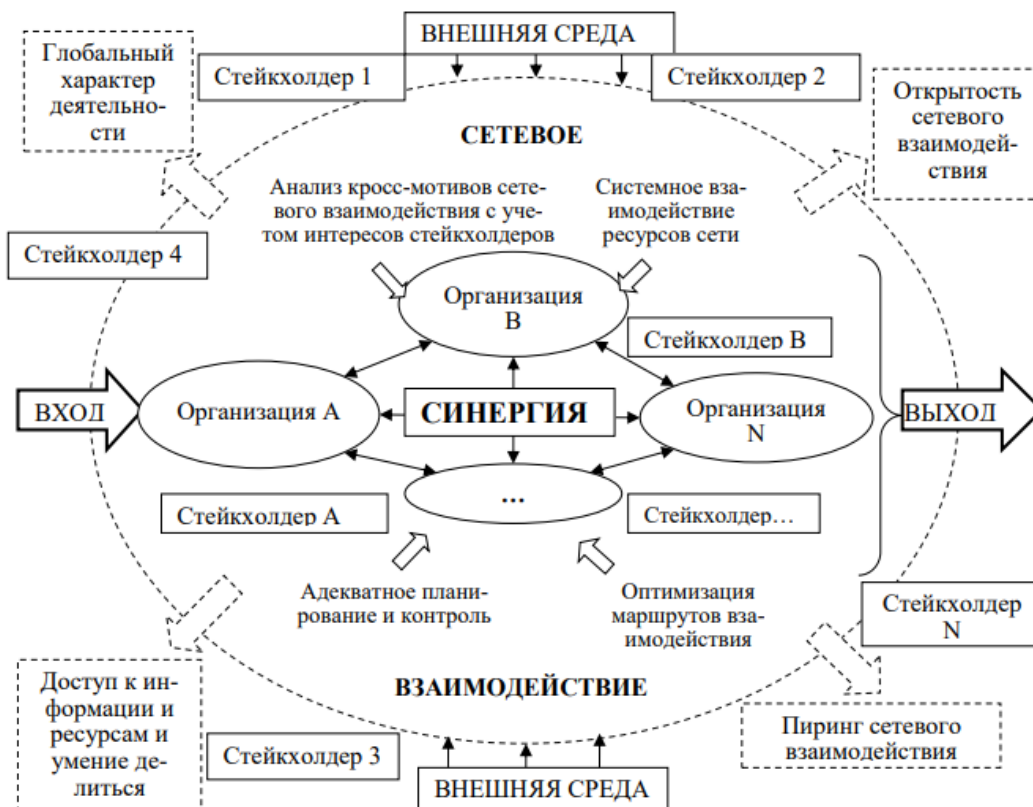 ВНЕШНЯЯ СРЕДА
Глобальный
характер
деятельно-
сти
Стейкхолдер 1
Стейкхолдер 2
Открытость
сетевого
взаимодей-
ствия
СЕТЕВОЕ
Анализ кросс-мотивов сете-
вого взаимодействия с уче-
том интересов стейкхолдеров
Системное вза-
имодействие
ресурсов сети
Стейкхолдер 4
Организация
В
Стейкхолдер В
ВХОД
Организация А
СИНЕРГИЯ
Организация
N
ВЫХОД
Стейкхолдер А
...
Стейкхолдер...
Адекватное плани-
рование и контроль
Оптимизация
маршрутов вза-
имодействия
Стейкхолдер
N
ВЗАИМОДЕЙСТВИЕ
Доступ к ин-
формации и
ресурсам и
умение де-
литься
Стейкхолдер 3
Пиринг сетевого
взаимодействия
ВНЕШНЯЯ СРЕДА